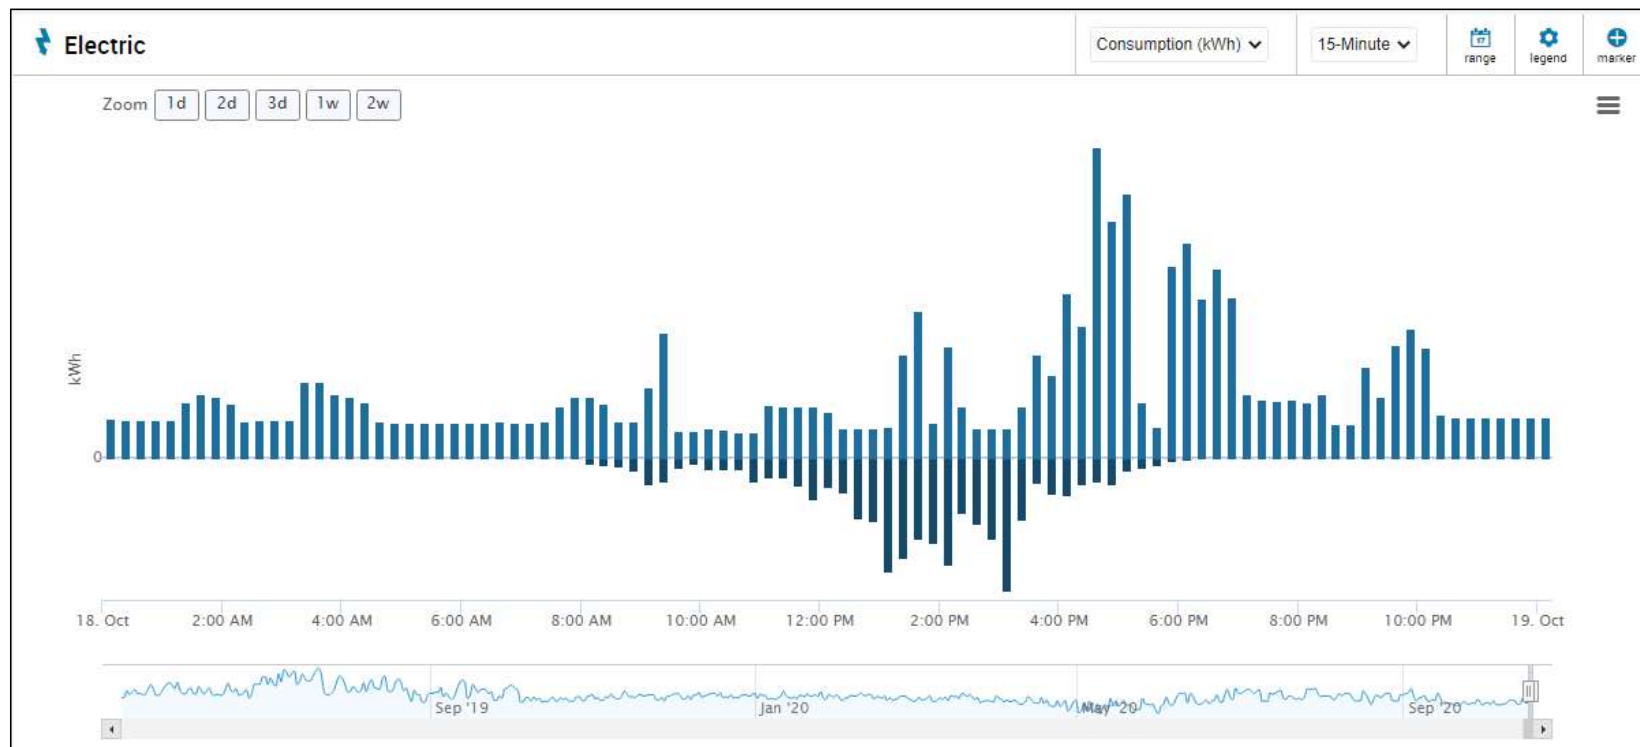 Electric
Consumption (kWh)
15-Minute
17
range
legend
marker
Zoom 1d 2d 3d 1w 2w
kWh
0
18. Oct 2:00 AM 4:00 AM 6:00 AM 8:00 AM 10:00 AM 12:00 PM 2:00 PM 4:00 PM 6:00 PM 8:00 PM 10:00 PM 19. Oct
Sep '19 Jan '20 May '20 Sep '20